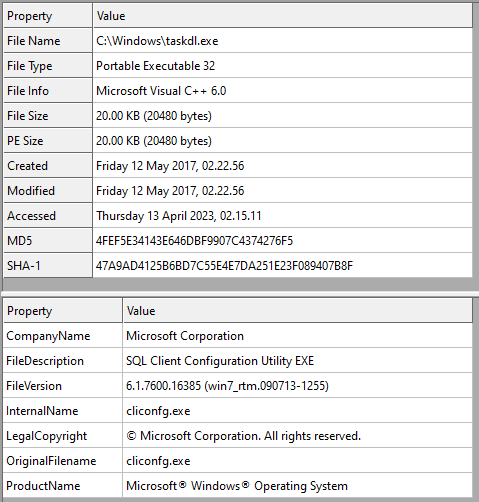 Property Value
File Name C:\Windows\taskdl.exe
File Type Portable Executable 32
File Info Microsoft Visual C++ 6.0
File Size 20.00 KB (20480 bytes)
PE Size 20.00 KB (20480 bytes)
Created Friday 12 May 2017, 02.22.56
Modified Friday 12 May 2017, 02.22.56
Accessed Thursday 13 April 2023, 02.15.11
MD5 4FEF5E34143E646DBF9907C4374276F5
SHA-1 47A9AD4125B6BD7C55E4E7DA251E23F089407B8F
Property Value
CompanyName Microsoft Corporation
FileDescription SQL Client Configuration Utility EXE
FileVersion 6.1.7600.16385 (win7_rtm.090713-1255)
InternalName cliconfg.exe
LegalCopyright © Microsoft Corporation. All rights reserved.
OriginalFilename cliconfg.exe
ProductName Microsoft® Windows® Operating System